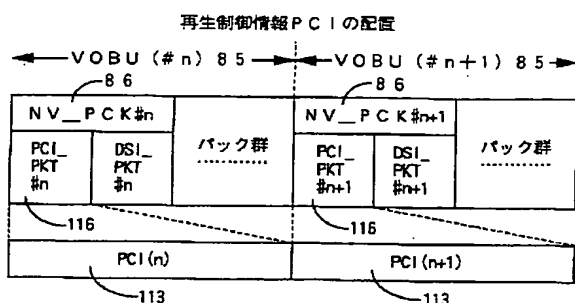 再生制御情報PCIの配置
VOBU (#n) 85
VOBU (#n+1) 85
86
86
NV_PCK#n
パック群
NV_PCK#n+1
パック群
PCI_
PKT
#n
DSI_
PKT
#n
PCI_
PKT
#n+1
DSI_
PKT
#n+1
116
116
PCI(n)
PCI(n+1)
113
113